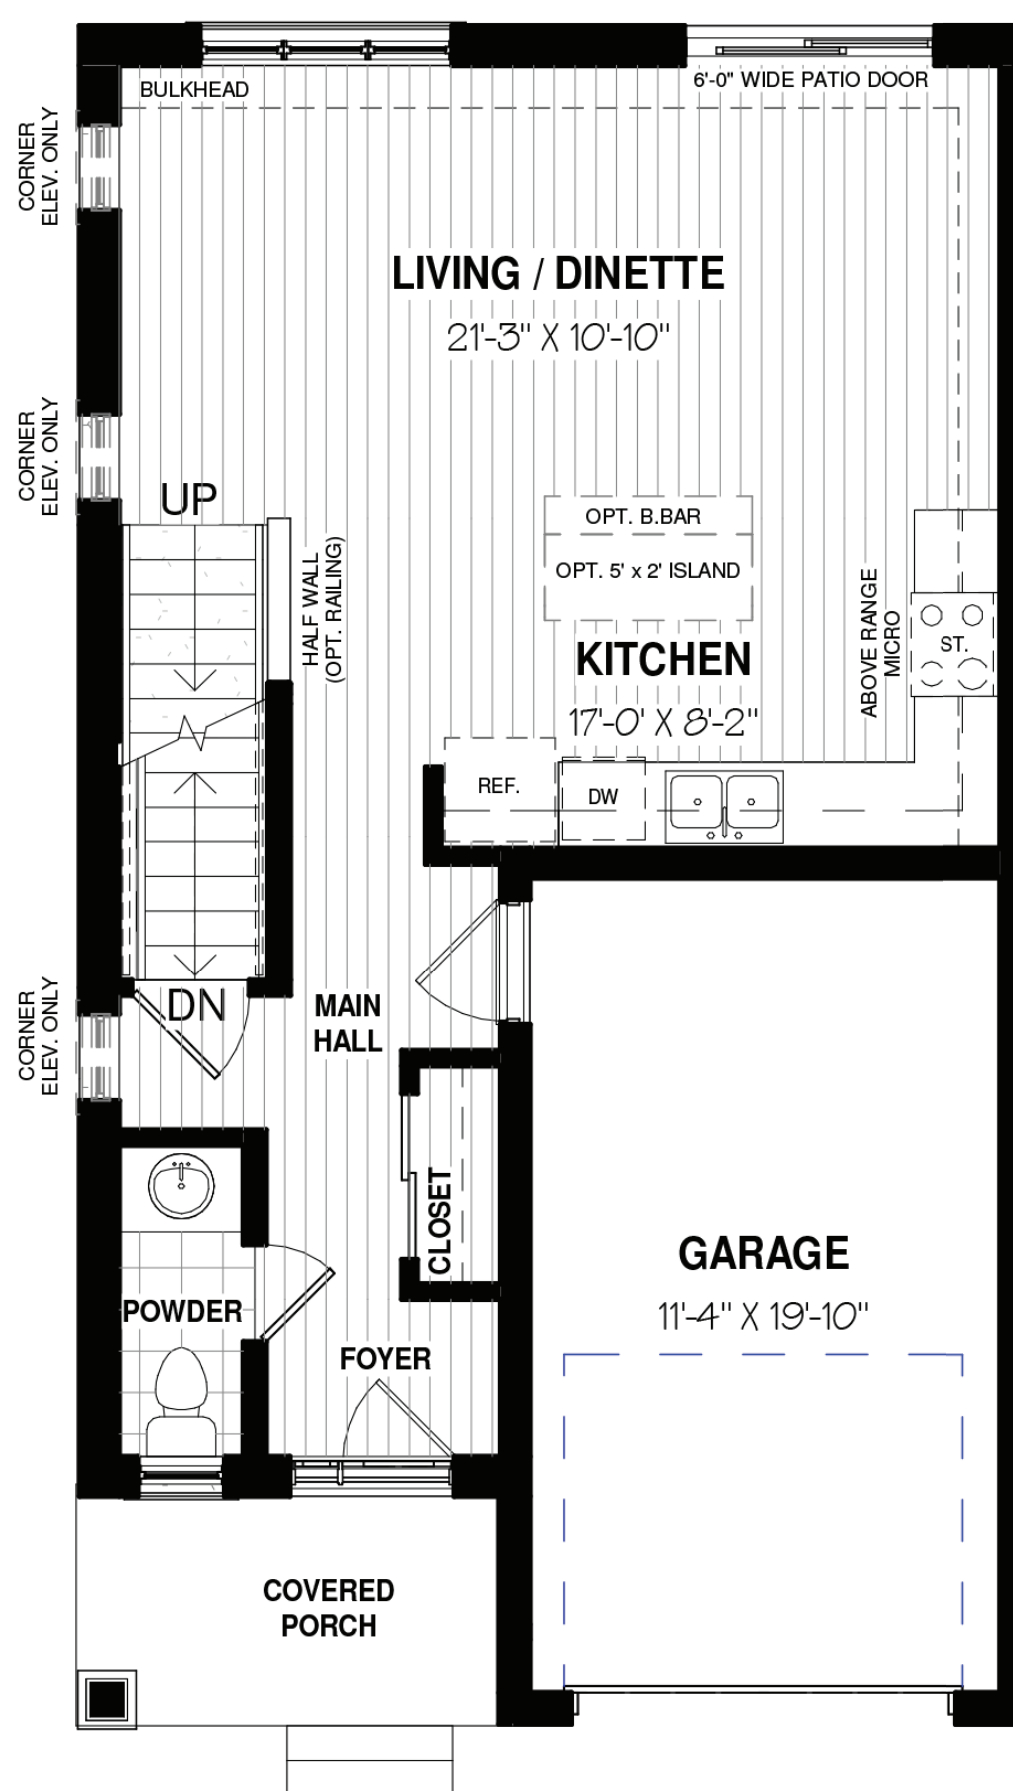 BULKHEAD
6'-0" WIDE PATIO DOOR
CORNER
ELEV. ONLY
LIVING / DINETTE
21'-3" X 10'-10"
CORNER
ELEV. ONLY
UP
HALF WALL
(OPT. RAILING)
OPT. B.BAR
OPT. 5' x 2' ISLAND
KITCHEN
17'-0' X 8'-2"
ABOVE RANGE
MICRO
ST.
REF.
DW
DN
MAIN
HALL
CORNER
ELEV. ONLY
CLOSET
GARAGE
11'-4" X 19'-10"
POWDER
FOYER
COVERED
PORCH